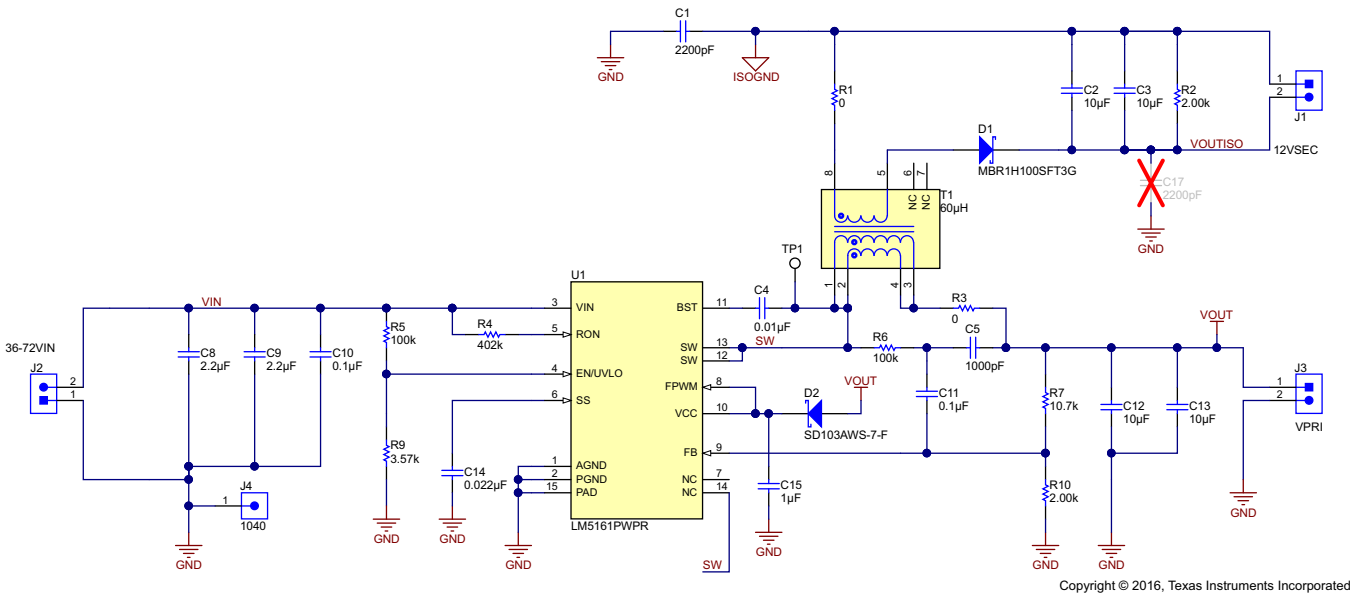 C1
2200pF
GND
ISOGND
R1
0
C2
10µF
C3
10µF
R2
2.00k
1
2
J1
D1
MBR1H100SFT3G
VOUTISO
12VSEC
C17
2200pF
GND
8
5
6
7
NC
NC
T1
60µH
1
2
4
3
TP1
36-72VIN
J2
2
1
VIN
C8
2.2µF
C9
2.2µF
C10
0.1µF
R5
100k
R4
402k
R9
3.57k
C14
0.022µF
J4
1
1040
GND
GND
GND
GND
U1
3
VIN
5
RON
4
EN/UVLO
6
SS
1
AGND
2
PGND
15
PAD
BST
11
SW
13
SW
12
FPWM
8
VCC
10
FB
9
NC
7
NC
14
LM5161PWPR
SW
C4
0.01µF
SW
R6
100k
C5
1000pF
R3
0
C11
0.1µF
VOUT
D2
SD103AWS-7-F
C15
1µF
GND
R7
10.7k
R10
2.00k
GND
C12
10µF
C13
10µF
GND
VOUT
1
2
J3
VPRI
GND
Copyright © 2016, Texas Instruments Incorporated